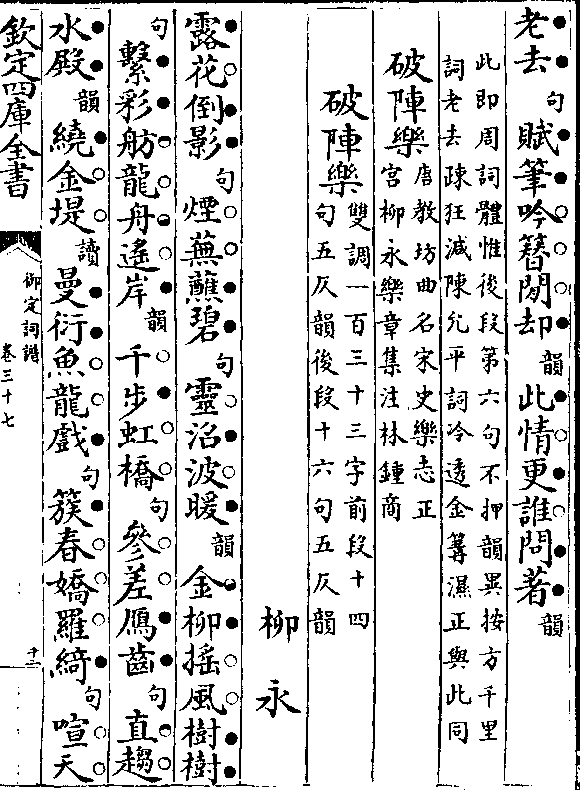 老去句賦筆吟簮閒却韻此情更誰問著韻
此即周詞體惟後段第六句不押韻異按方千里
詞老去疎狂減陳允平詞冷透金篝濕正與此同
破陣樂唐教坊曲名宋史樂志正
宮柳永樂章集注林鍾商
破陣樂雙調一百三十三字前段十四
句五仄韻後段十六句五仄韻
柳永
露花倒影句煙蕪蘸碧句靈沼波暖韻金柳摇風樹樹
句繫彩舫龍舟遙岸韻千步虹橋句參差鴈齒句直趨
水殿韻繞金堤讀曼衍魚龍戲句簇春嬌羅綺句喧天
欽定四庫全書
御定詞譜
卷三十七
十二